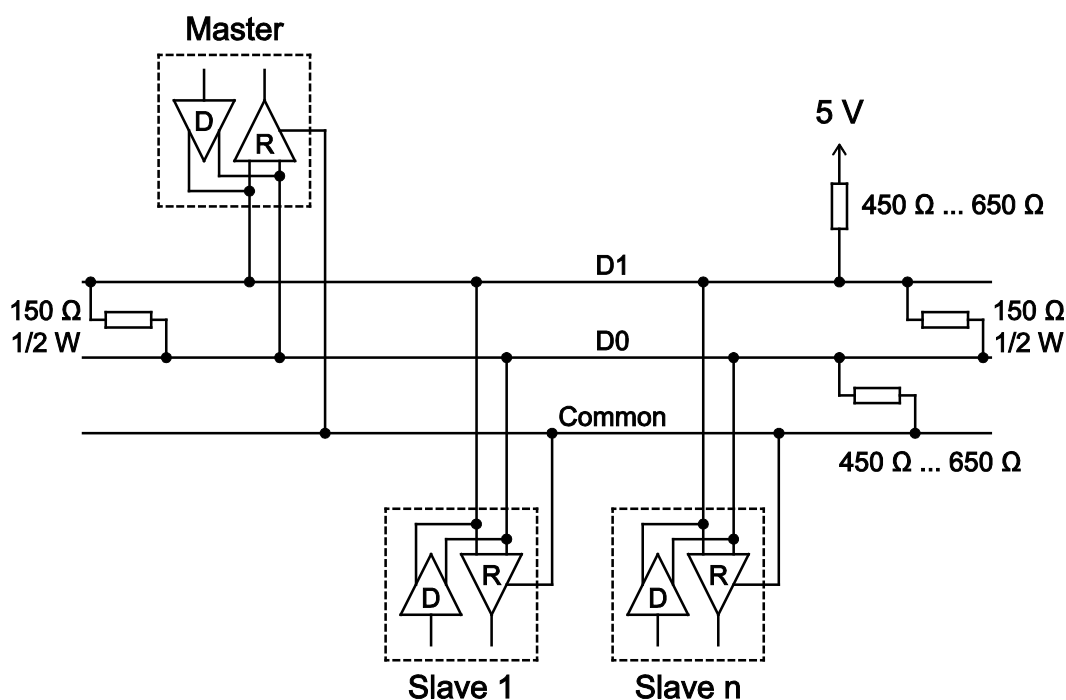 Master
D
R
5 V
450 Ω ... 650 Ω
D1
150 Ω
1/2 W
150 Ω
1/2 W
D0
Common
450 Ω ... 650 Ω
D
R
D
R
Slave 1
Slave n